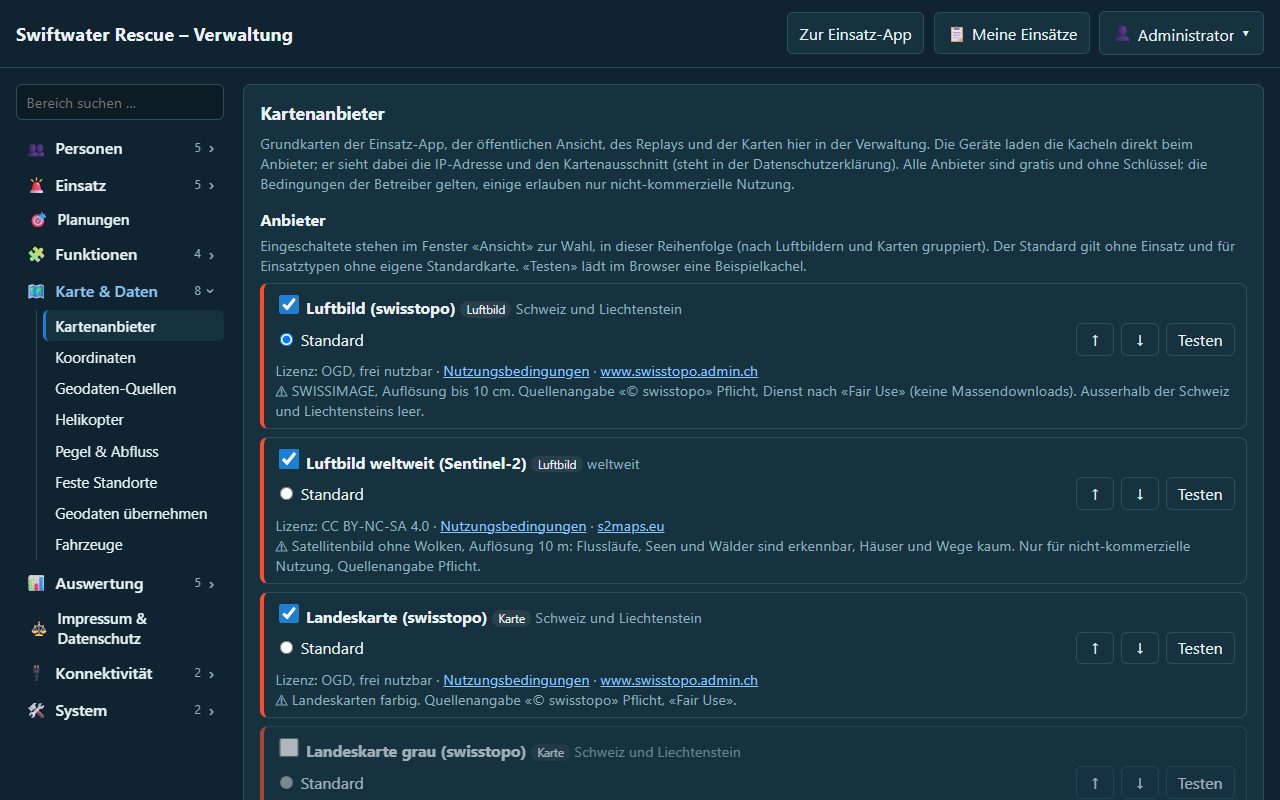 Swiftwater Rescue – Verwaltung
Zur Einsatz-App
Meine Einsätze
Administrator
Bereich suchen ...
Personen 5
Einsatz 5
Planungen
Funktionen 4
Karte & Daten 8
Kartenanbieter
Koordinaten
Geodaten-Quellen
Helikopter
Pegel & Abfluss
Feste Standorte
Geodaten übernehmen
Fahrzeuge
Auswertung 5
Impressum &
Datenschutz
Konnektivität 2
System 2
Kartenanbieter
Grundkarten der Einsatz-App, der öffentlichen Ansicht, des Replays und der Karten hier in der Verwaltung. Die Geräte laden die Kacheln direkt beim
Anbieter; er sieht dabei die IP-Adresse und den Kartenausschnitt (steht in der Datenschutzerklärung). Alle Anbieter sind gratis und ohne Schlüssel; die
Bedingungen der Betreiber gelten, einige erlauben nur nicht-kommerzielle Nutzung.
Anbieter
Eingeschaltete stehen im Fenster «Ansicht» zur Wahl, in dieser Reihenfolge (nach Luftbildern und Karten gruppiert). Der Standard gilt ohne Einsatz und für
Einsatztypen ohne eigene Standardkarte. «Testen» lädt im Browser eine Beispielkachel.
Luftbild (swisstopo) Luftbild Schweiz und Liechtenstein
Standard ↑ ↓ Testen
Lizenz: OGD, frei nutzbar · Nutzungsbedingungen · www.swisstopo.admin.ch
⚠ SWISSIMAGE, Auflösung bis 10 cm. Quellenangabe «© swisstopo» Pflicht, Dienst nach «Fair Use» (keine Massendownloads). Ausserhalb der Schweiz
und Liechtensteins leer.
Luftbild weltweit (Sentinel-2) Luftbild weltweit
Standard ↑ ↓ Testen
Lizenz: CC BY-NC-SA 4.0 · Nutzungsbedingungen · s2maps.eu
⚠ Satellitenbild ohne Wolken, Auflösung 10 m: Flussläufe, Seen und Wälder sind erkennbar, Häuser und Wege kaum. Nur für nicht-kommerzielle
Nutzung, Quellenangabe Pflicht.
Landeskarte (swisstopo) Karte Schweiz und Liechtenstein
Standard ↑ ↓ Testen
Lizenz: OGD, frei nutzbar · Nutzungsbedingungen · www.swisstopo.admin.ch
⚠ Landeskarten farbig. Quellenangabe «© swisstopo» Pflicht, «Fair Use».
Landeskarte grau (swisstopo) Karte Schweiz und Liechtenstein
Standard ↑ ↓ Testen